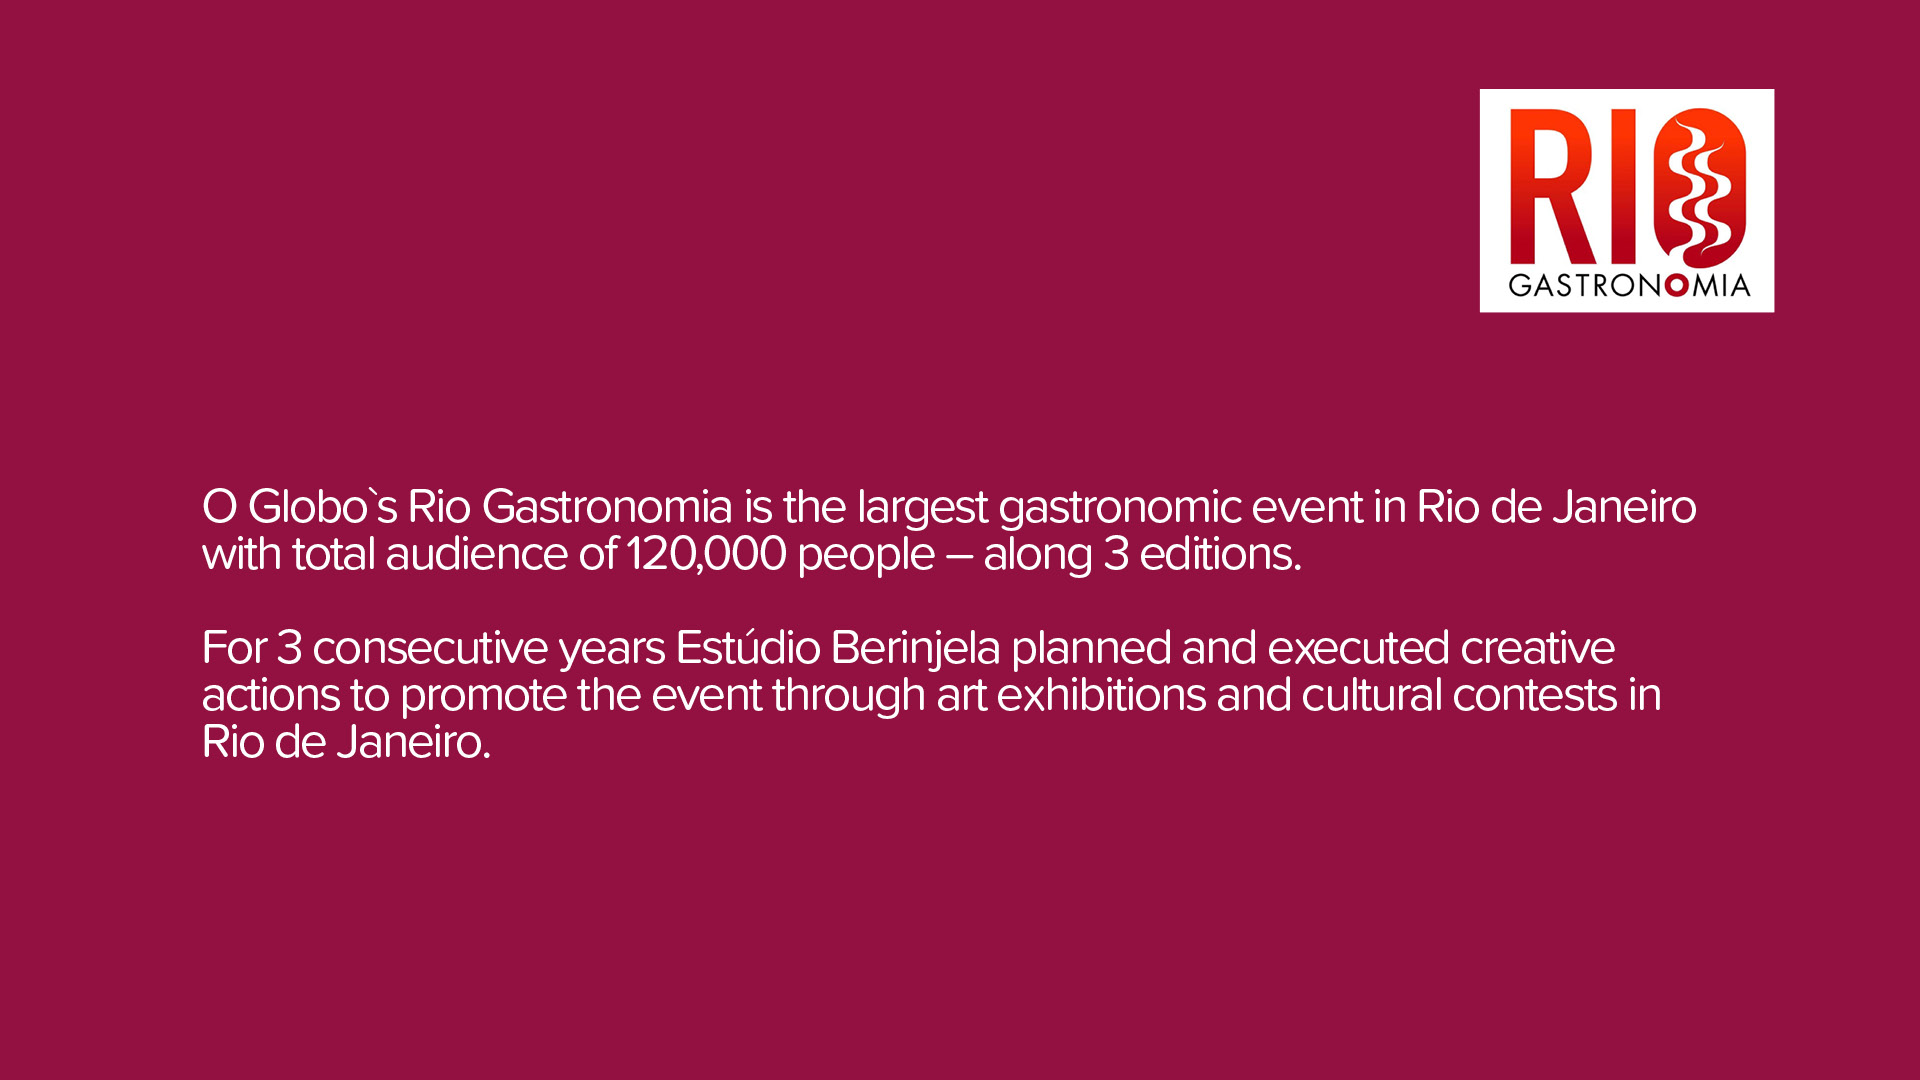 RIO
GASTRONOMIA
O Globo`s Rio Gastronomia is the largest gastronomic event in Rio de Janeiro
with total audience of 120,000 people – along 3 editions.
For 3 consecutive years Estúdio Berinjela planned and executed creative
actions to promote the event through art exhibitions and cultural contests in
Rio de Janeiro.